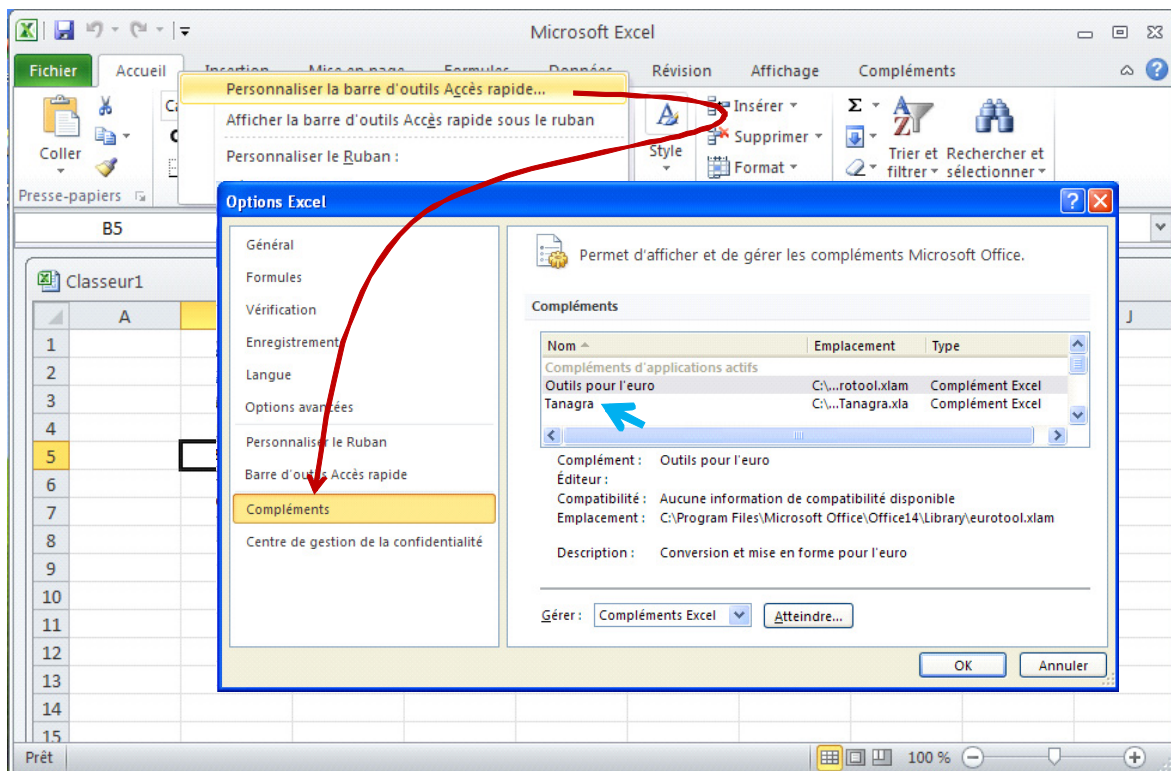 Microsoft Excel
Fichier Accueil Insertion Mise en page Formules Données Révision Affichage Compléments
Personnaliser la barre d'outils Accès rapide...
Afficher la barre d'outils Accès rapide sous le ruban
Personnaliser le Ruban :
Coller
Presse-papiers
Style
Insérer
Supprimer
Format
Σ
Trier et filtrer
Rechercher et sélectionner
B5
Options Excel
Classeur1
A J
1
2
3
4
5
6
7
8
9
10
11
12
13
14
15
Général
Formules
Vérification
Enregistrement
Langue
Options avancées
Personnaliser le Ruban
Barre d'outils Accès rapide
Compléments
Centre de gestion de la confidentialité
Permet d'afficher et de gérer les compléments Microsoft Office.
Compléments
Nom Emplacement Type
Compléments d'applications actifs
Outils pour l'euro C:\...rotool.xlam Complément Excel
Tanagra C:\...Tanagra.xla Complément Excel
Complément : Outils pour l'euro
Éditeur :
Compatibilité : Aucune information de compatibilité disponible
Emplacement : C:\Program Files\Microsoft Office\Office14\Library\eurotool.xlam
Description : Conversion et mise en forme pour l'euro
Gérer : Compléments Excel Atteindre...
OK Annuler
Prêt 100 %